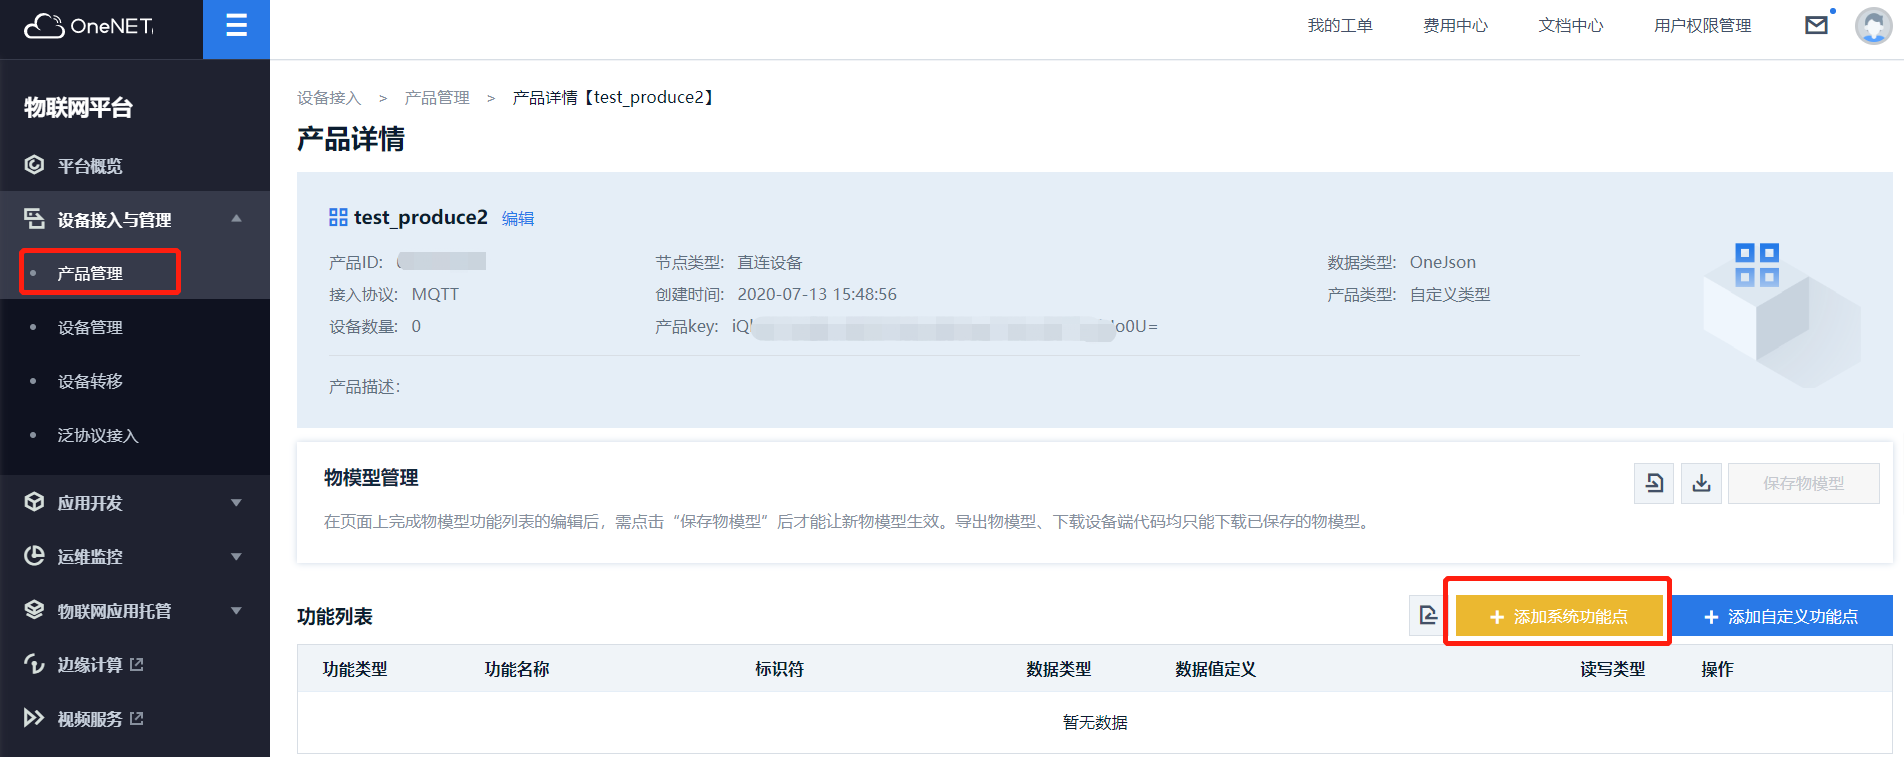 OneNET
我的工单 费用中心 文档中心 用户权限管理
物联网平台
平台概览
设备接入与管理
产品管理
设备管理
设备转移
泛协议接入
应用开发
运维监控
物联网应用托管
边缘计算
视频服务
设备接入 > 产品管理 > 产品详情【test_produce2】
产品详情
test_produce2 编辑
产品ID: 节点类型: 直连设备 数据类型: OneJson
接入协议: MQTT 创建时间: 2020-07-13 15:48:56 产品类型: 自定义类型
设备数量: 0 产品key: o0U=
产品描述:
物模型管理
保存物模型
在页面上完成物模型功能列表的编辑后，需点击“保存物模型”后才能让新物模型生效。导出物模型、下载设备端代码均只能下载已保存的物模型。
功能列表
+ 添加系统功能点 + 添加自定义功能点
功能类型 功能名称 标识符 数据类型 数据值定义 读写类型 操作
暂无数据